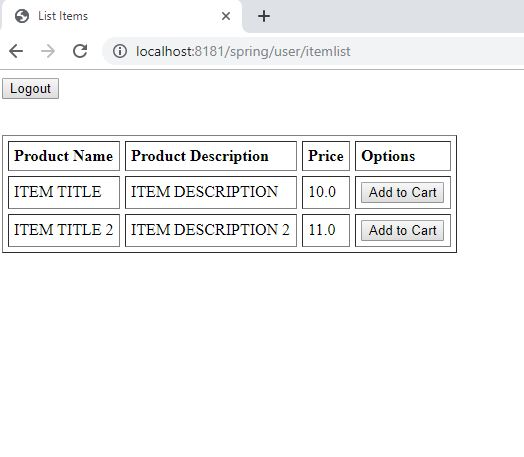 List Items
localhost:8181/spring/user/itemlist
Logout
Product Name Product Description Price Options
ITEM TITLE ITEM DESCRIPTION 10.0 Add to Cart
ITEM TITLE 2 ITEM DESCRIPTION 2 11.0 Add to Cart